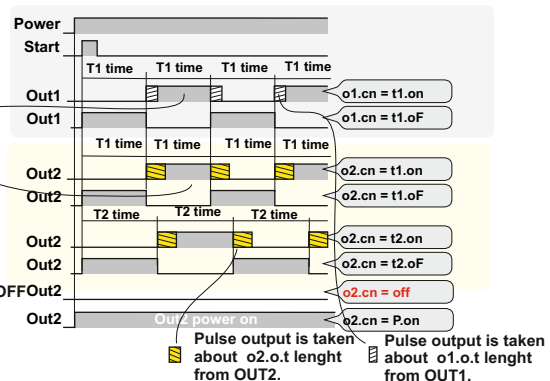 Power
Start
T1 time T1 time T1 time T1 time
Out1 o1.cn = t1.on
Out1 o1.cn = t1.oF
T1 time T1 time T1 time T1 time
Out2 o2.cn = t1.on
Out2 o2.cn = t1.oF
T2 time T2 time T2 time
Out2 o2.cn = t2.on
Out2 o2.cn = t2.oF
OFFOut2 o2.cn = off
Out2 Out2 power on o2.cn = P.on
Pulse output is taken
about o2.o.t lenght
from OUT2.
Pulse output is taken
about o1.o.t lenght
from OUT1.